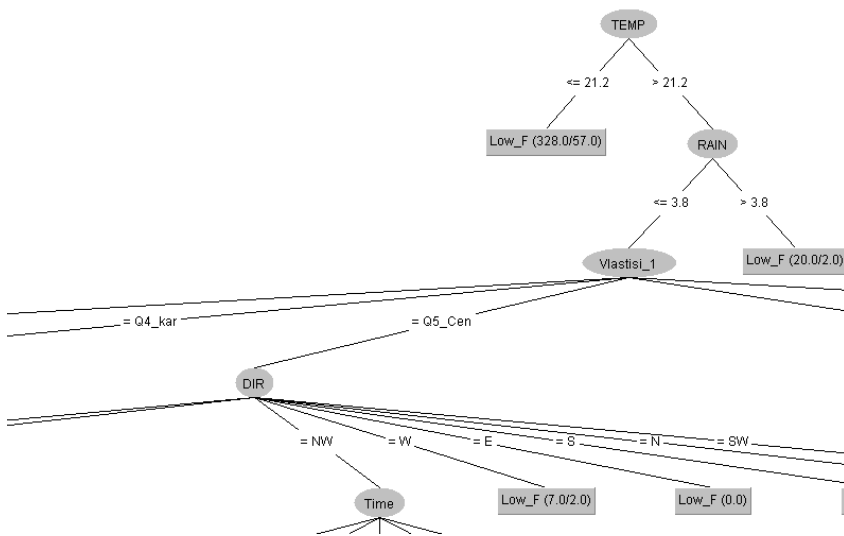 TEMP
<= 21.2
> 21.2
Low_F (328.0/57.0)
RAIN
<= 3.8
> 3.8
Vlastisi_1
Low_F (20.0/2.0)
= Q4_kar
= Q5_Cen
DIR
= NW
= W
= E
= S
= N
= SW
Time
Low_F (7.0/2.0)
Low_F (0.0)